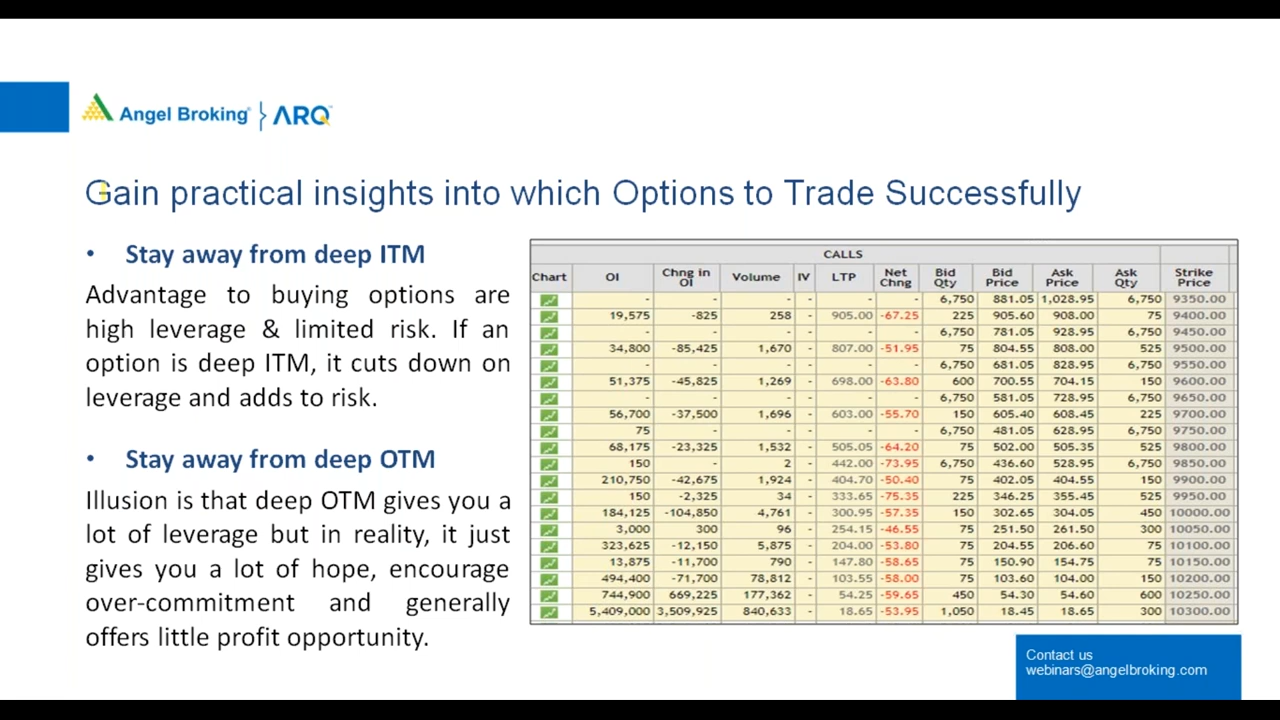 Angel Broking ARQ
Gain practical insights into which Options to Trade Successfully
• Stay away from deep ITM
Advantage to buying options are
high leverage & limited risk. If an
option is deep ITM, it cuts down on
leverage and adds to risk.
• Stay away from deep OTM
Illusion is that deep OTM gives you a
lot of leverage but in reality, it just
gives you a lot of hope, encourage
over-commitment and generally
offers little profit opportunity.
CALLS
Chart OI Chng in OI Volume IV LTP Net Chng Bid Qty Bid Price Ask Price Ask Qty Strike Price
- - - - - - 6,750 881.05 1,028.95 6,750 9350.00
19,575 -825 258 - 905.00 -67.25 225 905.60 908.00 75 9400.00
- - - - - - 6,750 781.05 928.95 6,750 9450.00
34,800 -85,425 1,670 - 807.00 -51.95 75 804.55 808.00 525 9500.00
- - - - - - 6,750 681.05 828.95 6,750 9550.00
51,375 -45,825 1,269 - 698.00 -63.80 600 700.55 704.15 150 9600.00
- - - - - - 6,750 581.05 728.95 6,750 9650.00
56,700 -37,500 1,696 - 603.00 -55.70 150 605.40 608.45 225 9700.00
75 - - - - - 6,750 481.05 628.95 6,750 9750.00
68,175 -23,325 1,532 - 505.05 -64.20 75 502.00 505.35 525 9800.00
150 - 2 - 442.00 -73.95 6,750 436.60 528.95 6,750 9850.00
210,750 -42,675 1,924 - 404.70 -50.40 75 402.05 404.55 150 9900.00
150 -2,325 34 - 333.65 -75.35 225 346.25 355.45 525 9950.00
184,125 -104,850 4,761 - 300.95 -57.35 150 302.65 304.05 450 10000.00
3,000 300 96 - 254.15 -46.55 75 251.50 261.50 300 10050.00
323,625 -12,150 5,875 - 204.00 -53.80 75 204.55 206.60 75 10100.00
13,875 -11,700 790 - 147.80 -58.65 75 150.90 154.75 75 10150.00
494,400 -71,700 78,812 - 103.55 -58.00 75 103.60 104.00 150 10200.00
744,900 669,225 177,362 - 54.25 -59.65 450 54.30 54.60 600 10250.00
5,409,000 3,509,925 840,633 - 18.65 -53.95 1,050 18.45 18.65 300 10300.00
Contact us
webinars@angelbroking.com